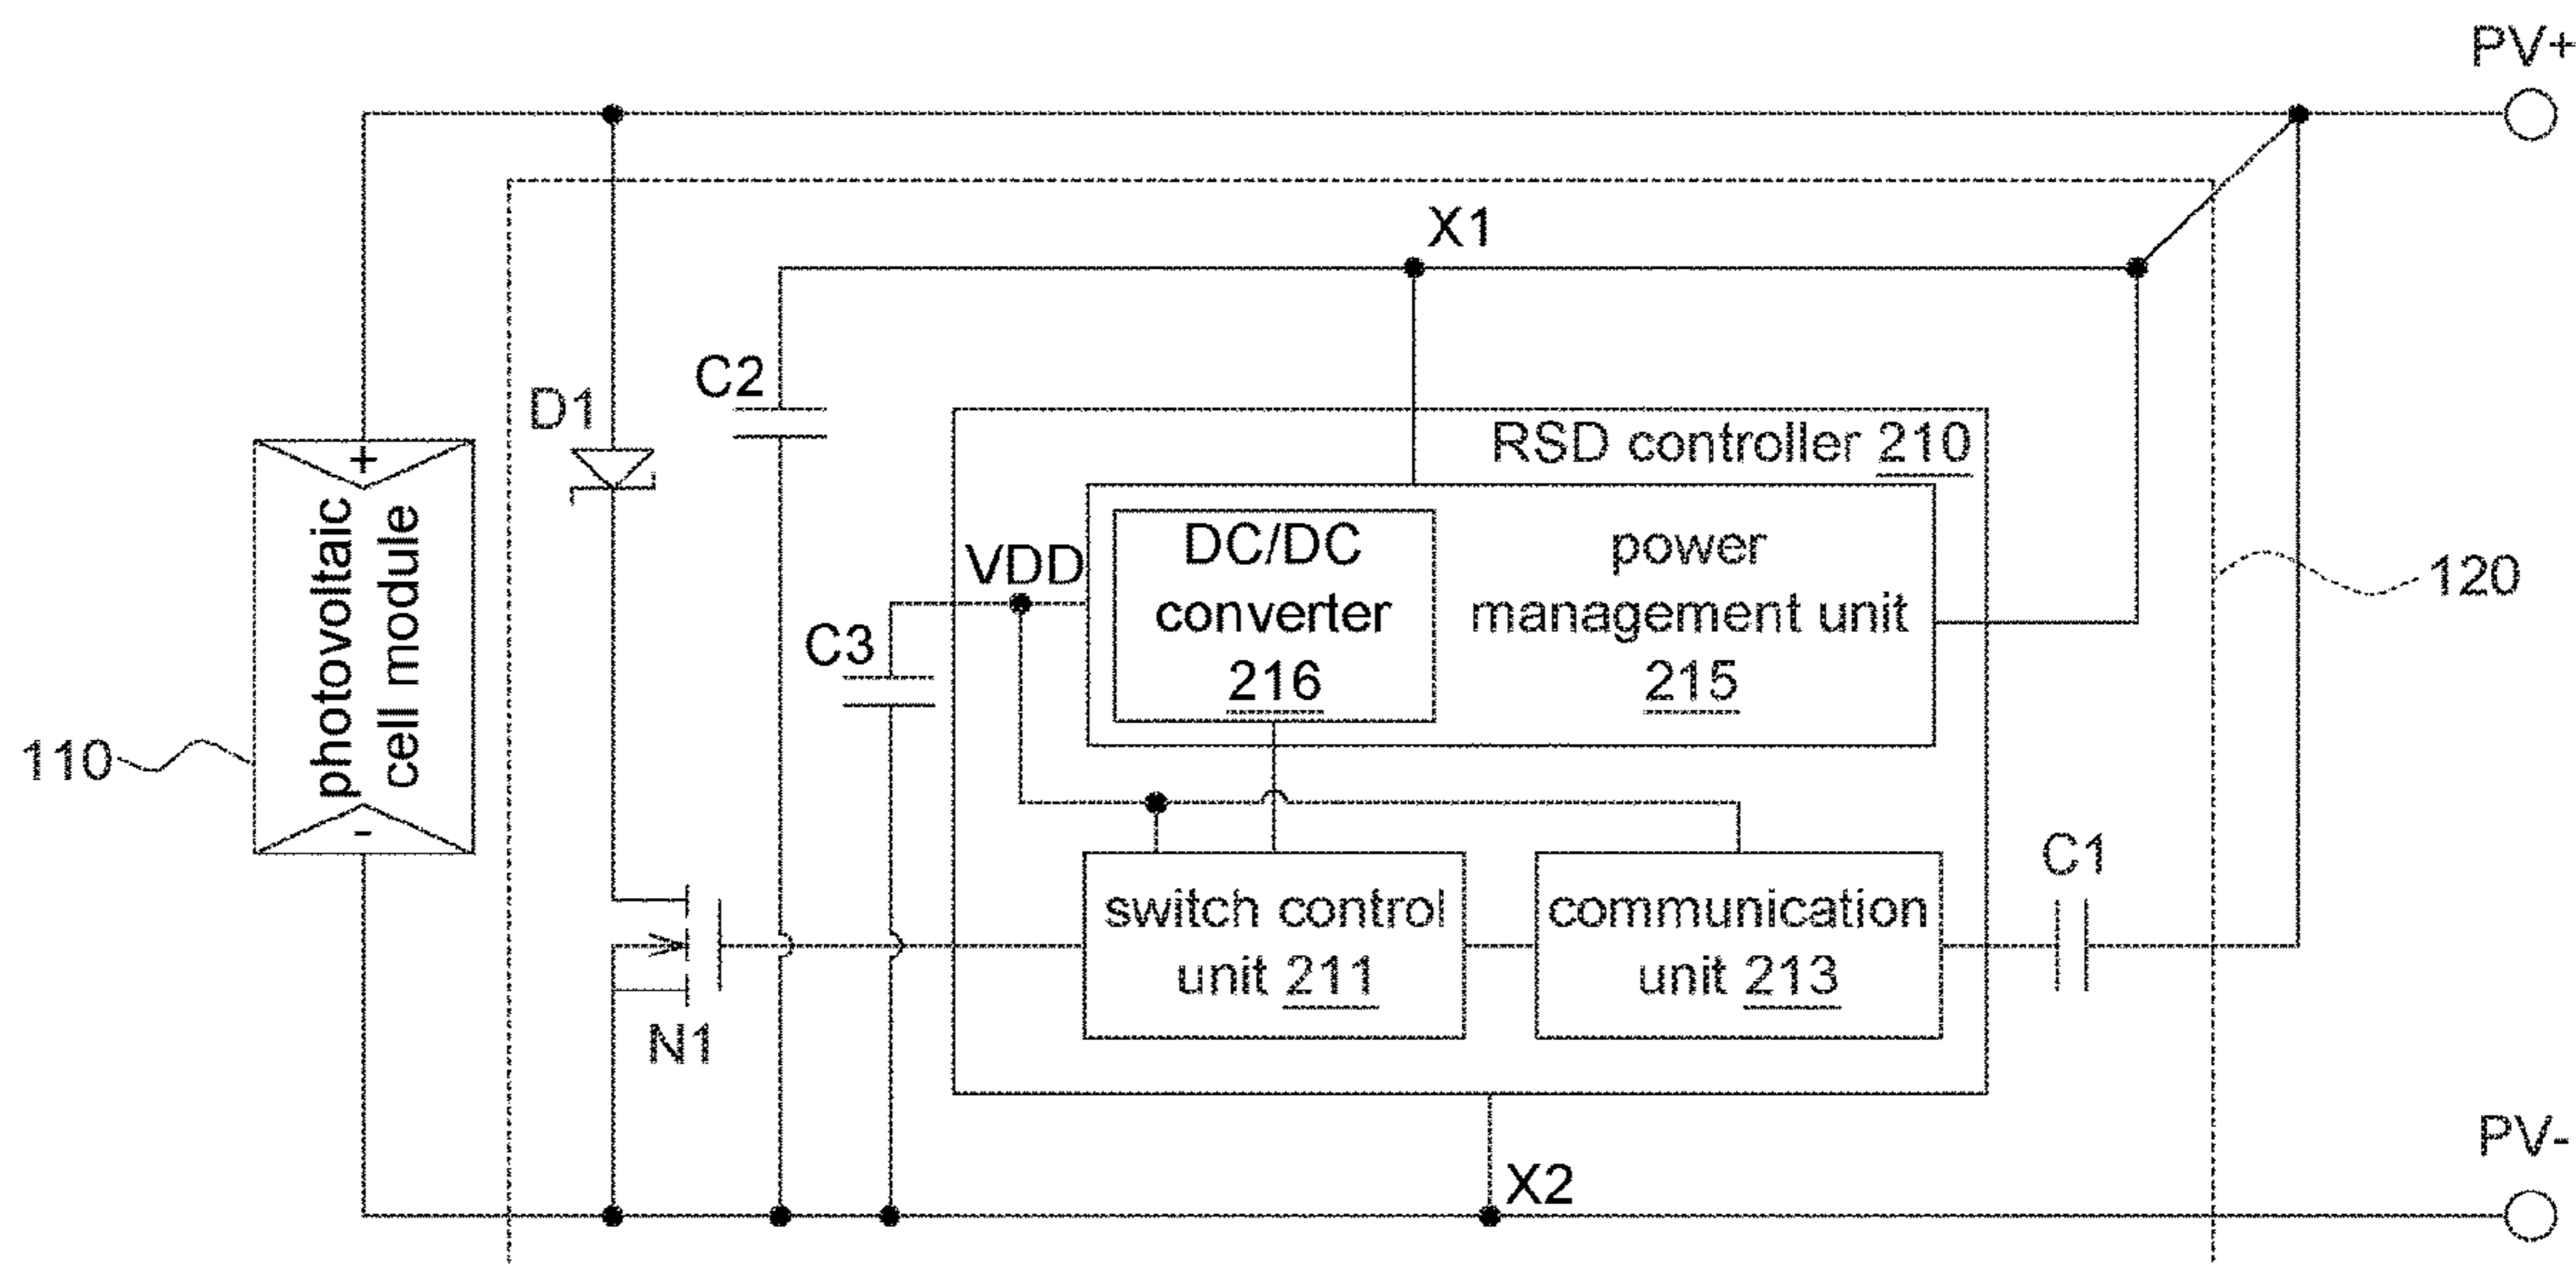 PV+
X1
C2
D1
RSD controller 210
+
photovoltaic
cell module
-
DC/DC
converter
216
power
management unit
215
VDD
120
C3
110
C1
switch control
unit 211
communication
unit 213
N1
PV-
X2